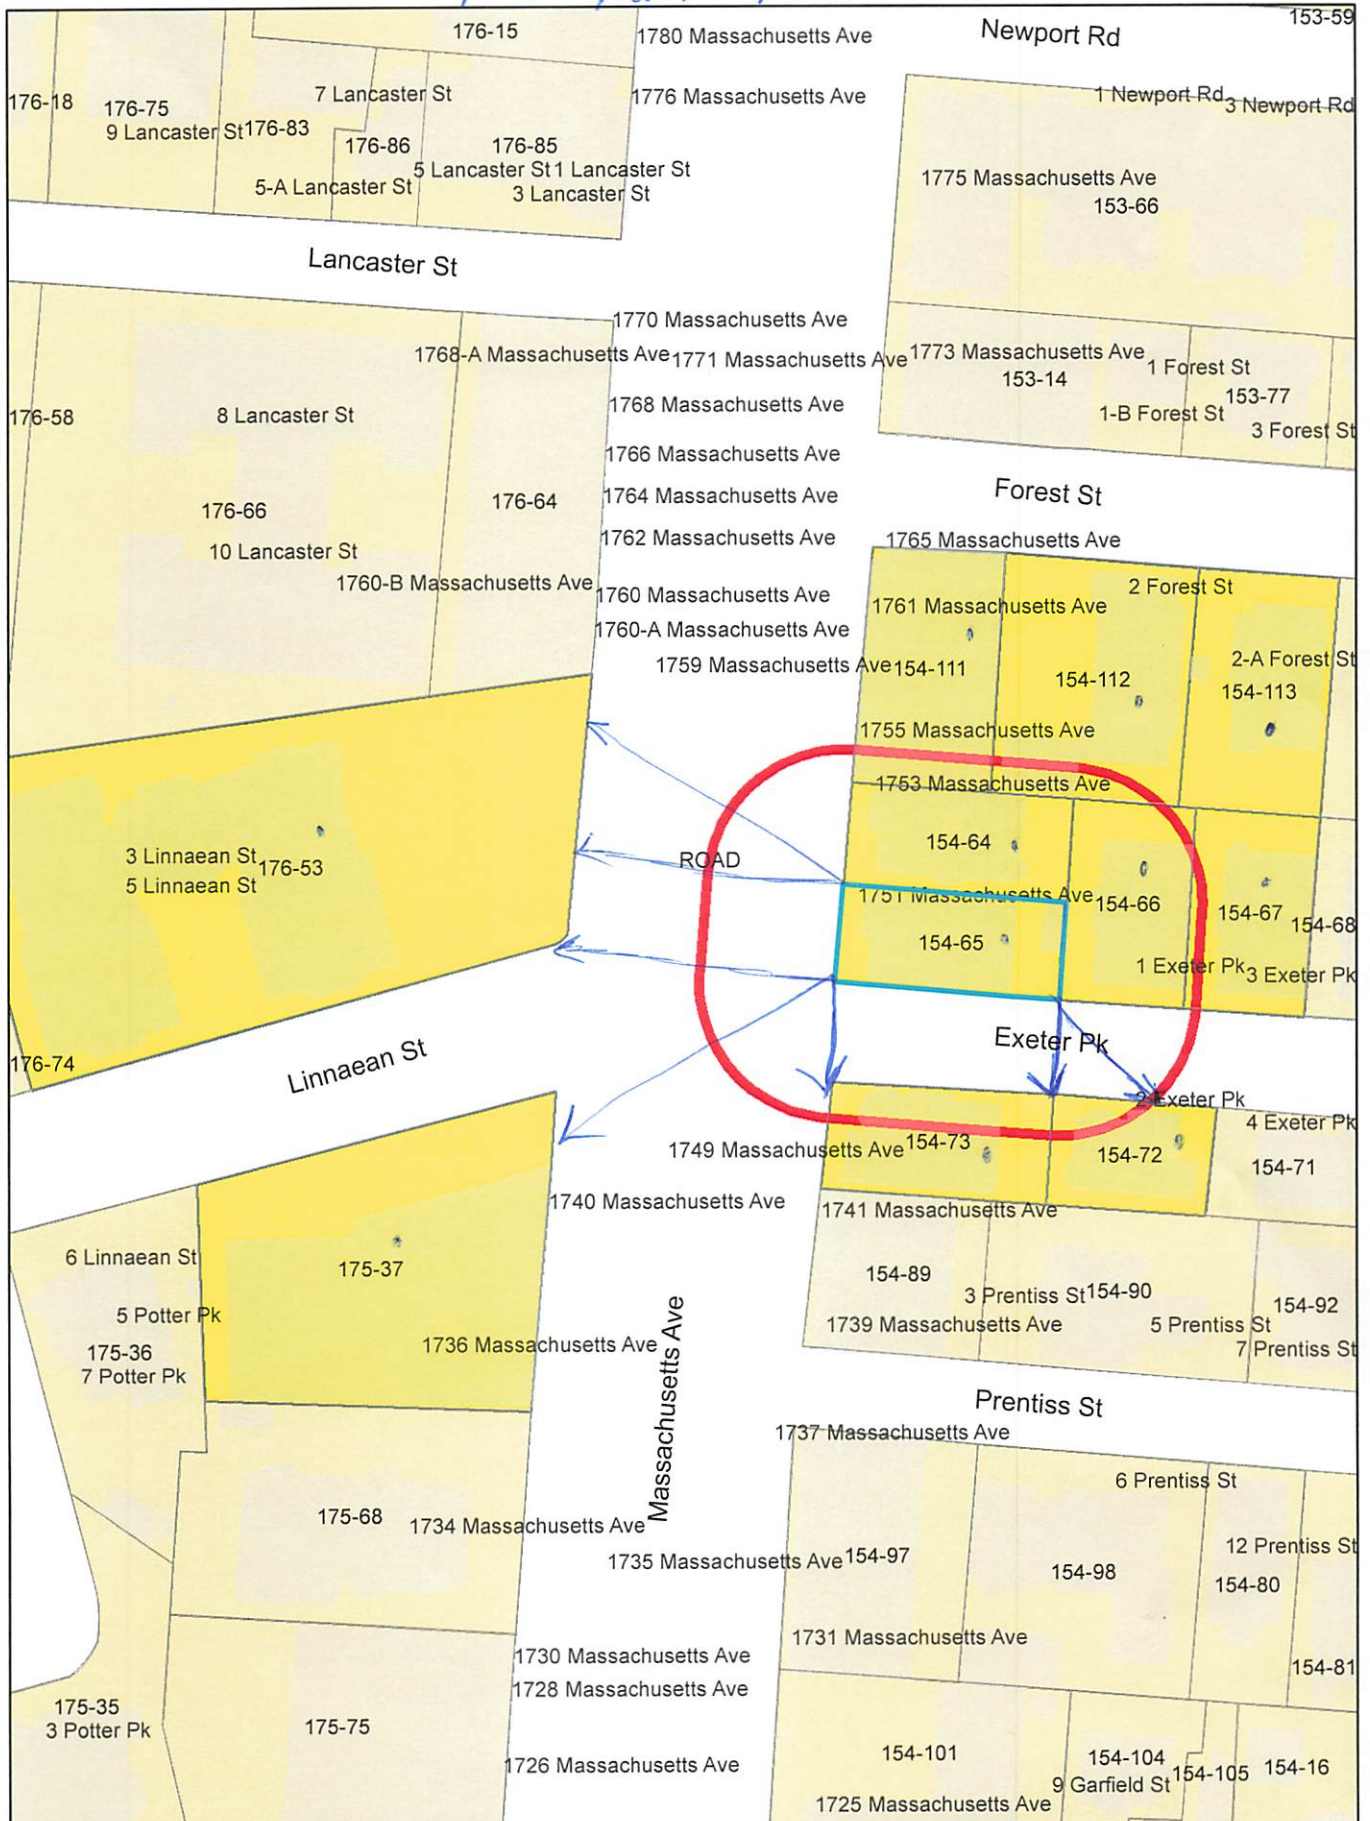 153-59
176-15
1780 Massachusetts Ave
Newport Rd
176-18
176-75
7 Lancaster St
1776 Massachusetts Ave
1 Newport Rd
3 Newport Rd
9 Lancaster St
176-83
176-86
176-85
5 Lancaster St
1 Lancaster St
5-A Lancaster St
3 Lancaster St
1775 Massachusetts Ave
153-66
Lancaster St
1770 Massachusetts Ave
1768-A Massachusetts Ave
1771 Massachusetts Ave
1773 Massachusetts Ave
153-14
1 Forest St
153-77
1-B Forest St
3 Forest St
176-58
8 Lancaster St
1768 Massachusetts Ave
1766 Massachusetts Ave
176-66
176-64
1764 Massachusetts Ave
Forest St
10 Lancaster St
1762 Massachusetts Ave
1765 Massachusetts Ave
1760-B Massachusetts Ave
1760 Massachusetts Ave
1761 Massachusetts Ave
2 Forest St
1760-A Massachusetts Ave
1759 Massachusetts Ave
154-111
154-112
2-A Forest St
154-113
1755 Massachusetts Ave
1753 Massachusetts Ave
154-64
ROAD
3 Linnaean St
176-53
5 Linnaean St
1751 Massachusetts Ave
154-66
154-67
154-68
154-65
1 Exeter Pk
3 Exeter Pk
176-74
Linnaean St
Exeter Pk
2 Exeter Pk
4 Exeter Pk
1749 Massachusetts Ave
154-73
154-72
154-71
1740 Massachusetts Ave
1741 Massachusetts Ave
6 Linnaean St
175-37
154-89
3 Prentiss St
154-90
154-92
5 Potter Pk
1739 Massachusetts Ave
5 Prentiss St
175-36
7 Potter Pk
1736 Massachusetts Ave
7 Prentiss St
Massachusetts Ave
Prentiss St
1737 Massachusetts Ave
6 Prentiss St
175-68
1734 Massachusetts Ave
1735 Massachusetts Ave
154-97
154-98
12 Prentiss St
154-80
1731 Massachusetts Ave
1730 Massachusetts Ave
154-81
1728 Massachusetts Ave
175-35
3 Potter Pk
175-75
1726 Massachusetts Ave
154-101
154-104
9 Garfield St
154-105
154-16
1725 Massachusetts Ave